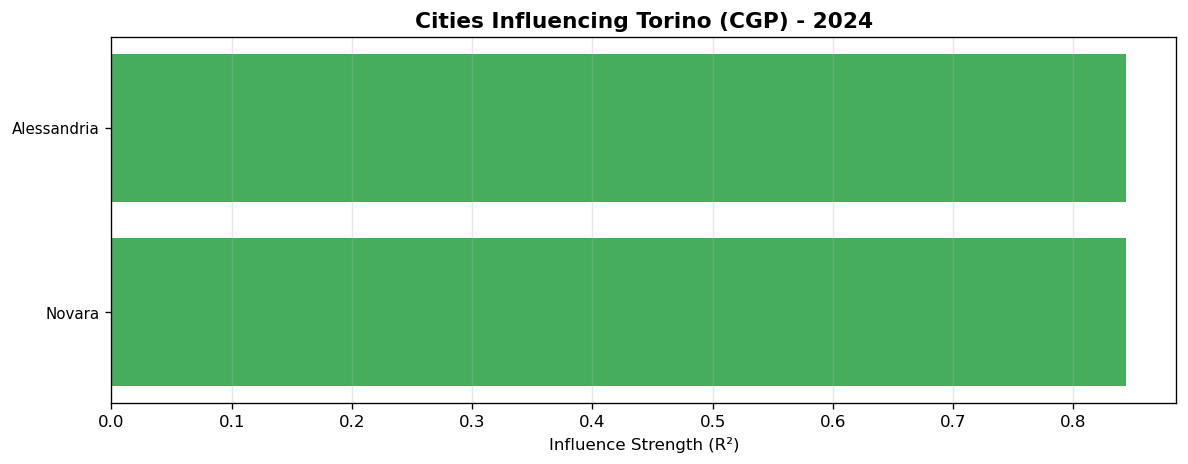 Cities Influencing Torino (CGP) - 2024
Alessandria
Novara
0.0 0.1 0.2 0.3 0.4 0.5 0.6 0.7 0.8
Influence Strength (R²)